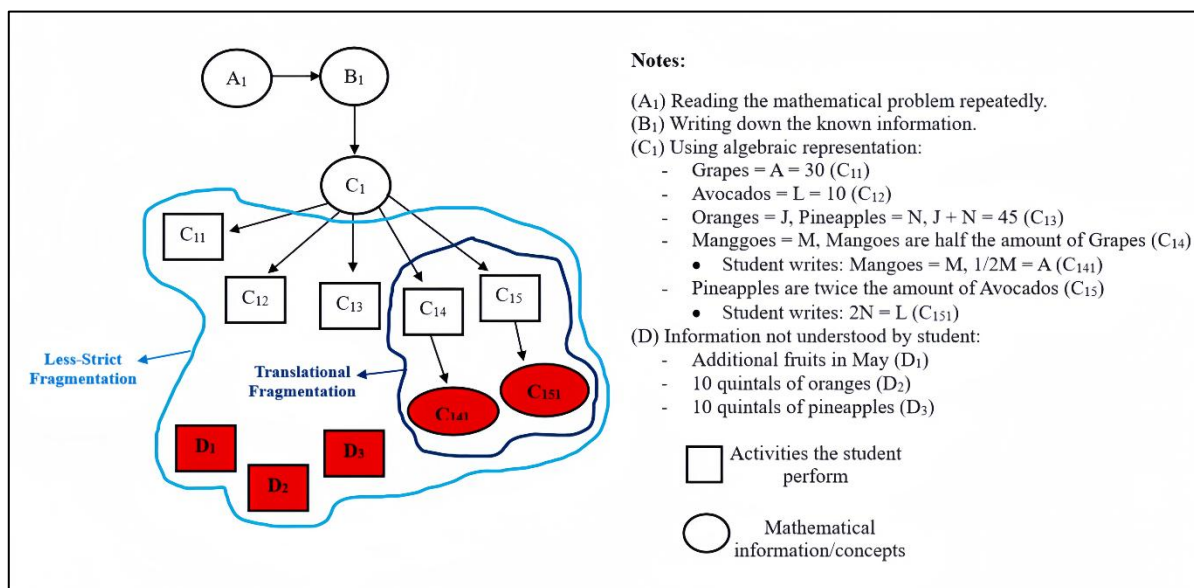 A₁
B₁
C₁
C₁₁
C₁₂
C₁₃
C₁₄
C₁₅
Less-Strict
Fragmentation
Translational
Fragmentation
C₁₄₁
C₁₅₁
D₁
D₂
D₃
Notes:
(A₁) Reading the mathematical problem repeatedly.
(B₁) Writing down the known information.
(C₁) Using algebraic representation:
- Grapes = A = 30 (C₁₁)
- Avocados = L = 10 (C₁₂)
- Oranges = J, Pineapples = N, J + N = 45 (C₁₃)
- Manggoes = M, Mangoes are half the amount of Grapes (C₁₄)
• Student writes: Mangoes = M, 1/2M = A (C₁₄₁)
- Pineapples are twice the amount of Avocados (C₁₅)
• Student writes: 2N = L (C₁₅₁)
(D) Information not understood by student:
- Additional fruits in May (D₁)
- 10 quintals of oranges (D₂)
- 10 quintals of pineapples (D₃)
Activities the student
perform
Mathematical
information/concepts